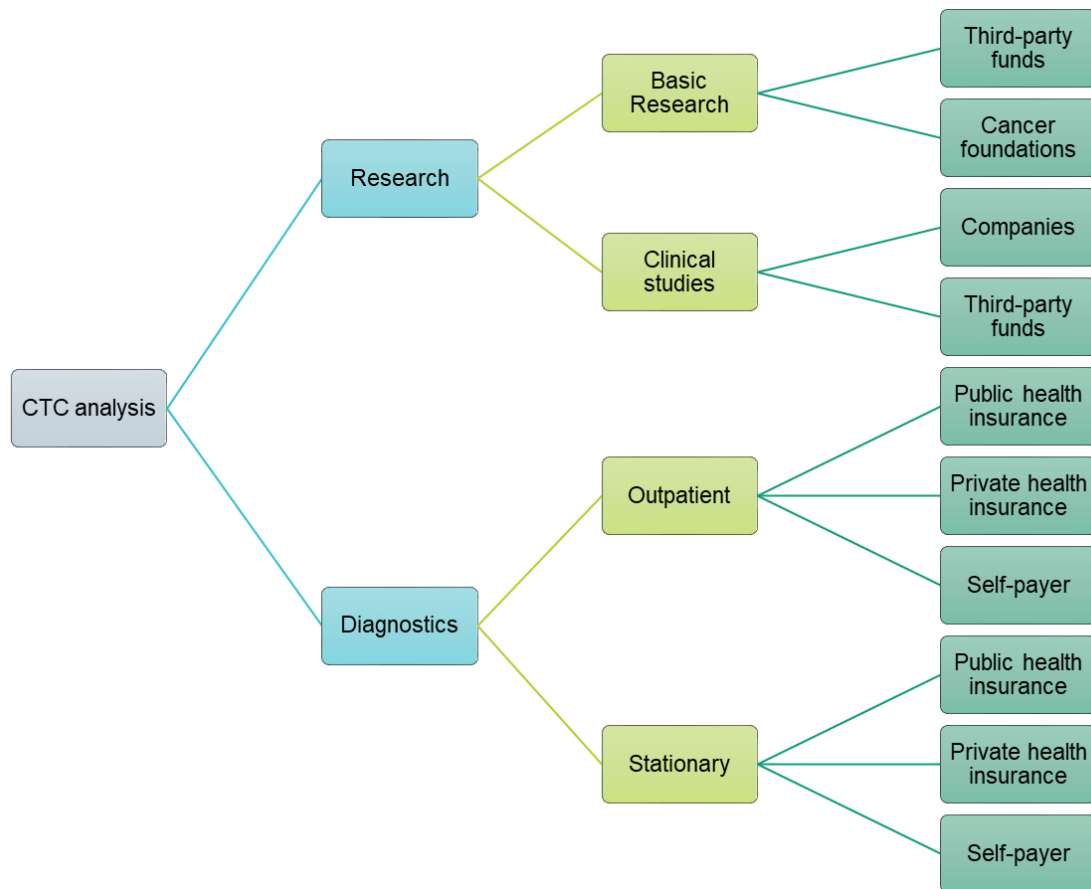 Third-party
funds
Basic
Research
Cancer
foundations
Research
Companies
Clinical
studies
Third-party
funds
CTC analysis
Public health
insurance
Outpatient
Private health
insurance
Self-payer
Diagnostics
Public health
insurance
Stationary
Private health
insurance
Self-payer